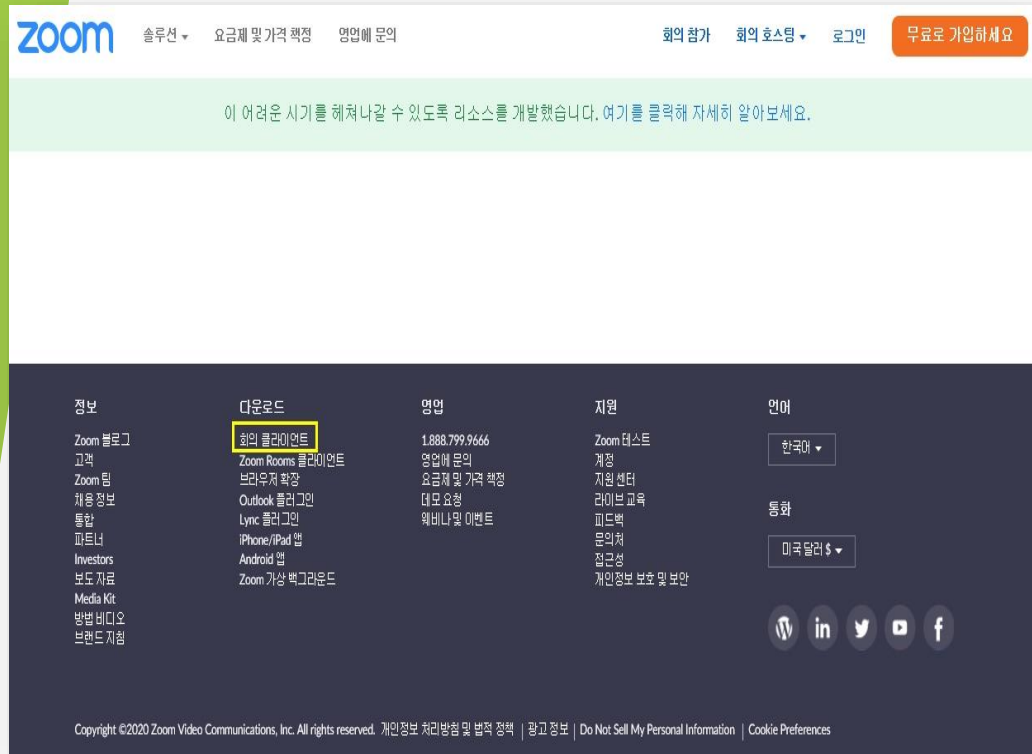 zoom 솔루션 요금제 및 가격 책정 영업에 문의 회의 참가 회의 호스팅 로그인 무료로 가입하세요
이 어려운 시기를 헤쳐나갈 수 있도록 리소스를 개발했습니다. 여기를 클릭해 자세히 알아보세요.
정보
Zoom 블로그
고객
Zoom 팀
채용 정보
통합
파트너
Investors
보도 자료
Media Kit
방법 비디오
브랜드 지침
다운로드
회의 클라이언트
Zoom Rooms 클라이언트
브라우저 확장
Outlook 플러그인
Lync 플러그인
iPhone/iPad 앱
Android 앱
Zoom 가상 백그라운드
영업
1.888.799.9666
영업에 문의
요금제 및 가격 책정
데모 요청
웨비나 및 이벤트
지원
Zoom 테스트
계정
지원 센터
라이브 교육
피드백
문의처
접근성
개인정보 보호 및 보안
언어
한국어
통화
미국 달러 $
in f
Copyright ©2020 Zoom Video Communications, Inc. All rights reserved. 개인정보 처리방침 및 법적 정책 | 광고 정보 | Do Not Sell My Personal Information | Cookie Preferences